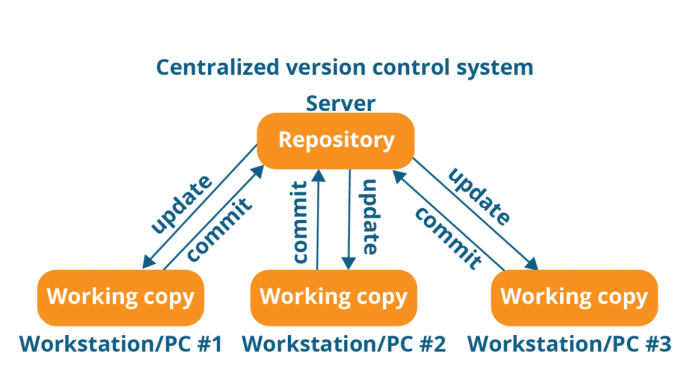 Centralized version control system
Server
Repository
update
commit
commit
update
update
commit
Working copy
Working copy
Working copy
Workstation/PC #1
Workstation/PC #2
Workstation/PC #3